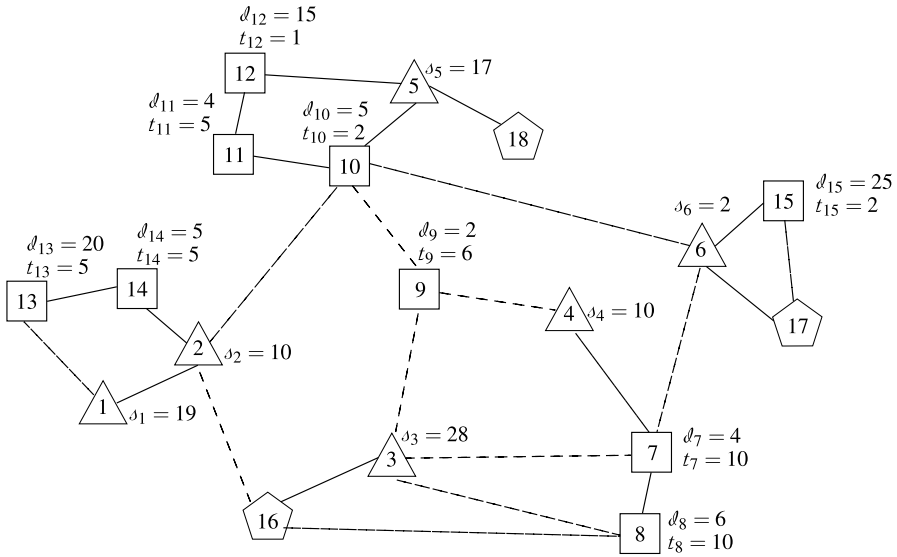 𝒹₁₂ = 15
t₁₂ = 1
12
5
𝓈₅ = 17
𝒹₁₁ = 4
t₁₁ = 5
𝒹₁₀ = 5
t₁₀ = 2
18
11
10
𝒹₁₅ = 25
t₁₅ = 2
15
𝓈₆ = 2
6
𝒹₁₃ = 20
t₁₃ = 5
𝒹₁₄ = 5
t₁₄ = 5
𝒹₉ = 2
t₉ = 6
13
14
9
4
𝓈₄ = 10
17
2
𝓈₂ = 10
1
𝓈₁ = 19
𝓈₃ = 28
3
7
𝒹₇ = 4
t₇ = 10
16
8
𝒹₈ = 6
t₈ = 10